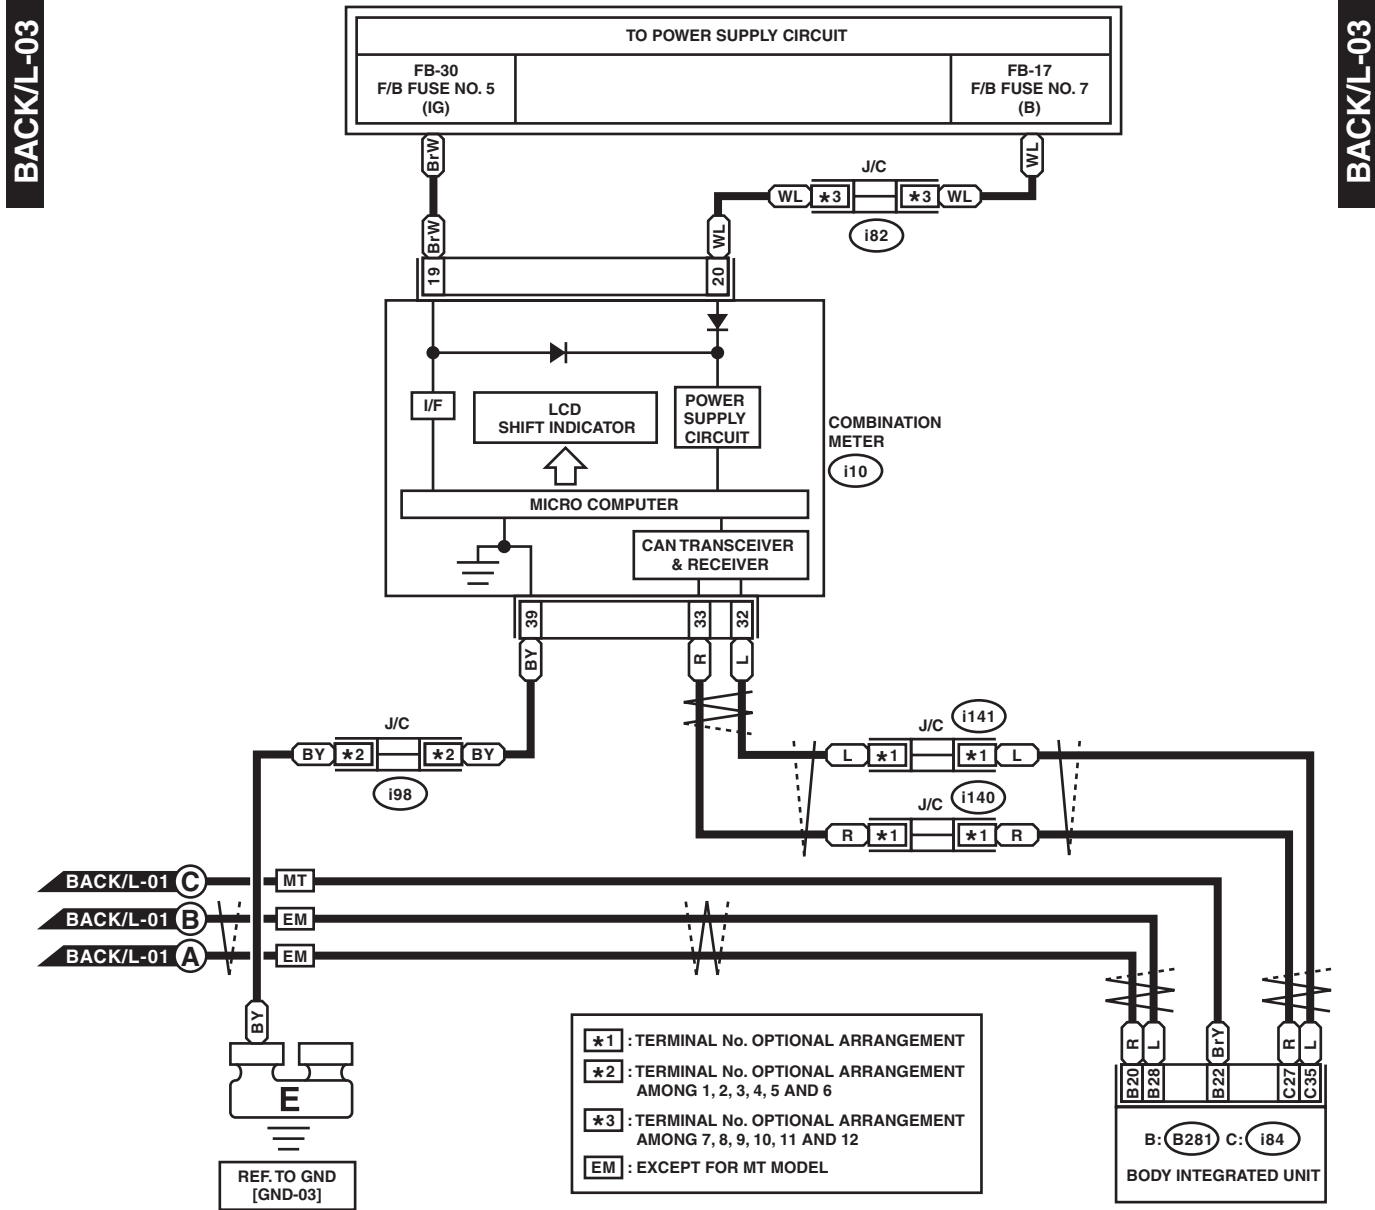 BACK/L-03
BACK/L-03
TO POWER SUPPLY CIRCUIT
FB-30
F/B FUSE NO. 5
(IG)
FB-17
F/B FUSE NO. 7
(B)
BrW
WL
J/C
WL
*3
*3
WL
i82
BrW
WL
19
20
I/F
LCD
SHIFT INDICATOR
POWER
SUPPLY
CIRCUIT
COMBINATION
METER
i10
MICRO COMPUTER
CAN TRANSCEIVER
& RECEIVER
39
33
32
BY
R
L
J/C
BY
*2
*2
BY
i98
J/C
i141
L
*1
*1
L
J/C
i140
R
*1
*1
R
BACK/L-01
C
MT
BACK/L-01
B
EM
BACK/L-01
A
EM
BY
E
REF. TO GND
[GND-03]
*1 : TERMINAL No. OPTIONAL ARRANGEMENT
*2 : TERMINAL No. OPTIONAL ARRANGEMENT
AMONG 1, 2, 3, 4, 5 AND 6
*3 : TERMINAL No. OPTIONAL ARRANGEMENT
AMONG 7, 8, 9, 10, 11 AND 12
EM : EXCEPT FOR MT MODEL
R
L
BrY
R
L
B20
B28
B22
C27
C35
B: B281 C: i84
BODY INTEGRATED UNIT